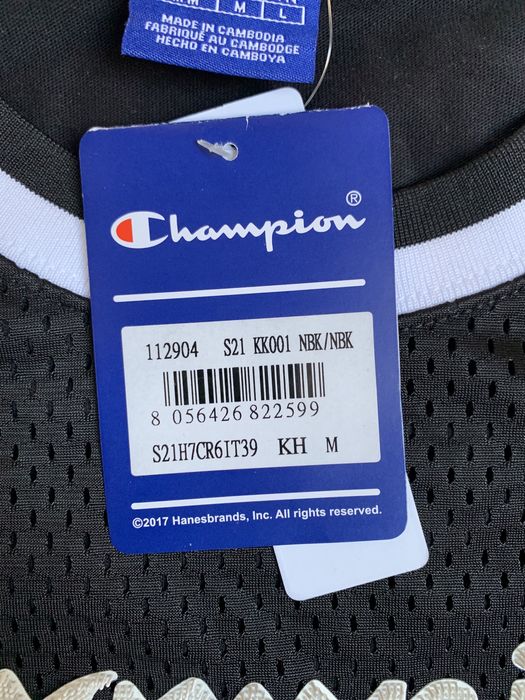 M L
MADE IN CAMBODIA
FABRIQUÉ AU CAMBODGE
HECHO EN CAMBOYA
Champion®
112904 S21 KK001 NBK/NBK
8 056426 822599
S21H7CR6IT39 KH M
©2017 Hanesbrands, Inc. All rights reserved.